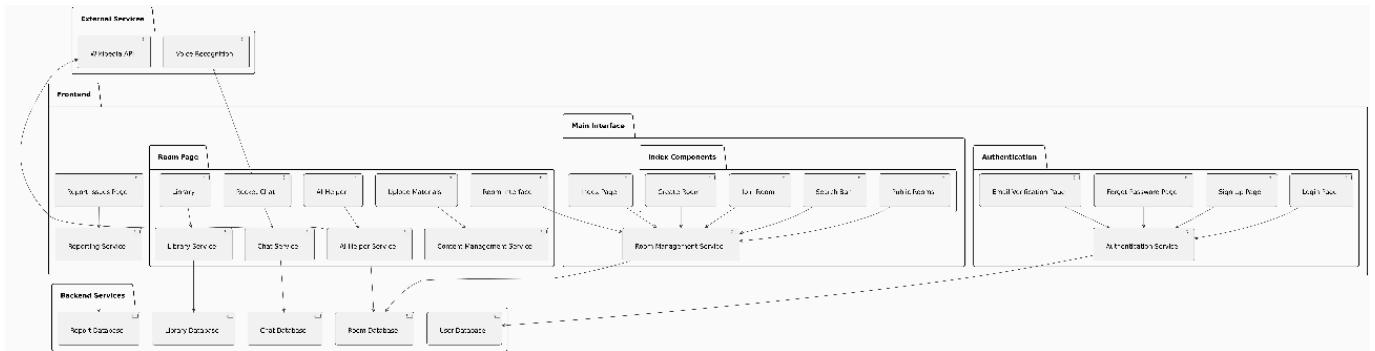 External Services
Wikipedia API
Voice Recognition
Frontend
Main Interface
Room Page
Index Components
Authentication
Report Issues Page
Library
Pocket Chat
AI Helper
Upload Materials
Room Interface
Index Page
Create Room
Join Room
Search Bar
Public Rooms
Email Verification Page
Forgot Password Page
Sign Up Page
Login Page
Reporting Service
Library Service
Chat Service
AI Helper Service
Content Management Service
Room Management Service
Authentication Service
Backend Services
Report Database
Library Database
Chat Database
Room Database
User Database